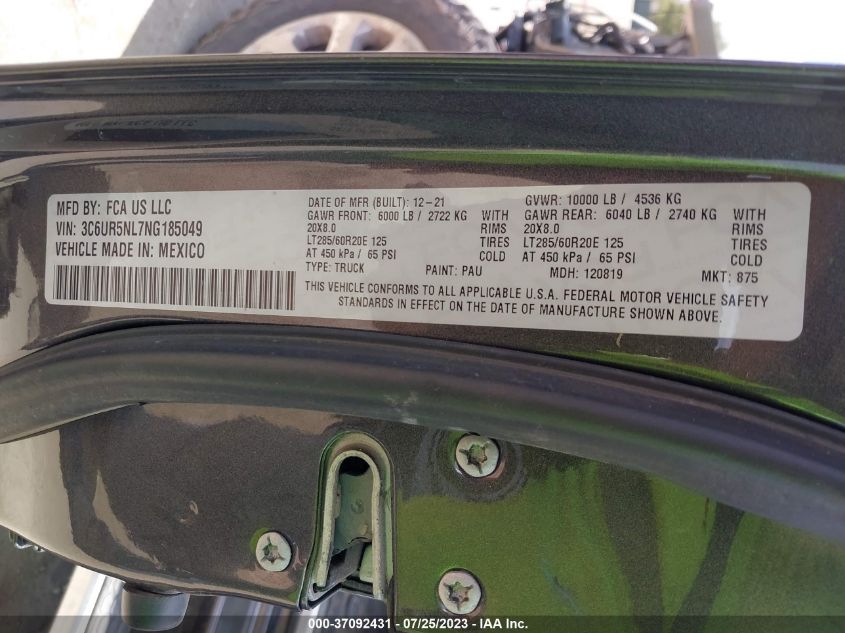 MFD BY: FCA US LLC
VIN: 3C6UR5NL7NG185049
VEHICLE MADE IN: MEXICO
DATE OF MFR (BUILT): 12-21
GAWR FRONT: 6000 LB / 2722 KG WITH
20X8.0 RIMS
LT285/60R20E 125 TIRES
AT 450 kPa / 65 PSI COLD
TYPE: TRUCK PAINT: PAU
GVWR: 10000 LB / 4536 KG
GAWR REAR: 6040 LB / 2740 KG WITH
20X8.0 RIMS
LT285/60R20E 125 TIRES
AT 450 kPa / 65 PSI COLD
MDH: 120819 MKT: 875
THIS VEHICLE CONFORMS TO ALL APPLICABLE U.S.A. FEDERAL MOTOR VEHICLE SAFETY
STANDARDS IN EFFECT ON THE DATE OF MANUFACTURE SHOWN ABOVE.
000-37092431 - 07/25/2023 - IAA Inc.